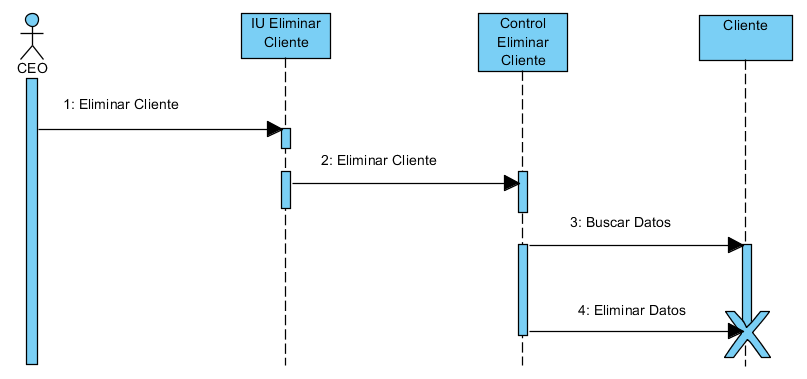 IU Eliminar
Cliente
Control
Eliminar
Cliente
Cliente
CEO
1: Eliminar Cliente
2: Eliminar Cliente
3: Buscar Datos
4: Eliminar Datos